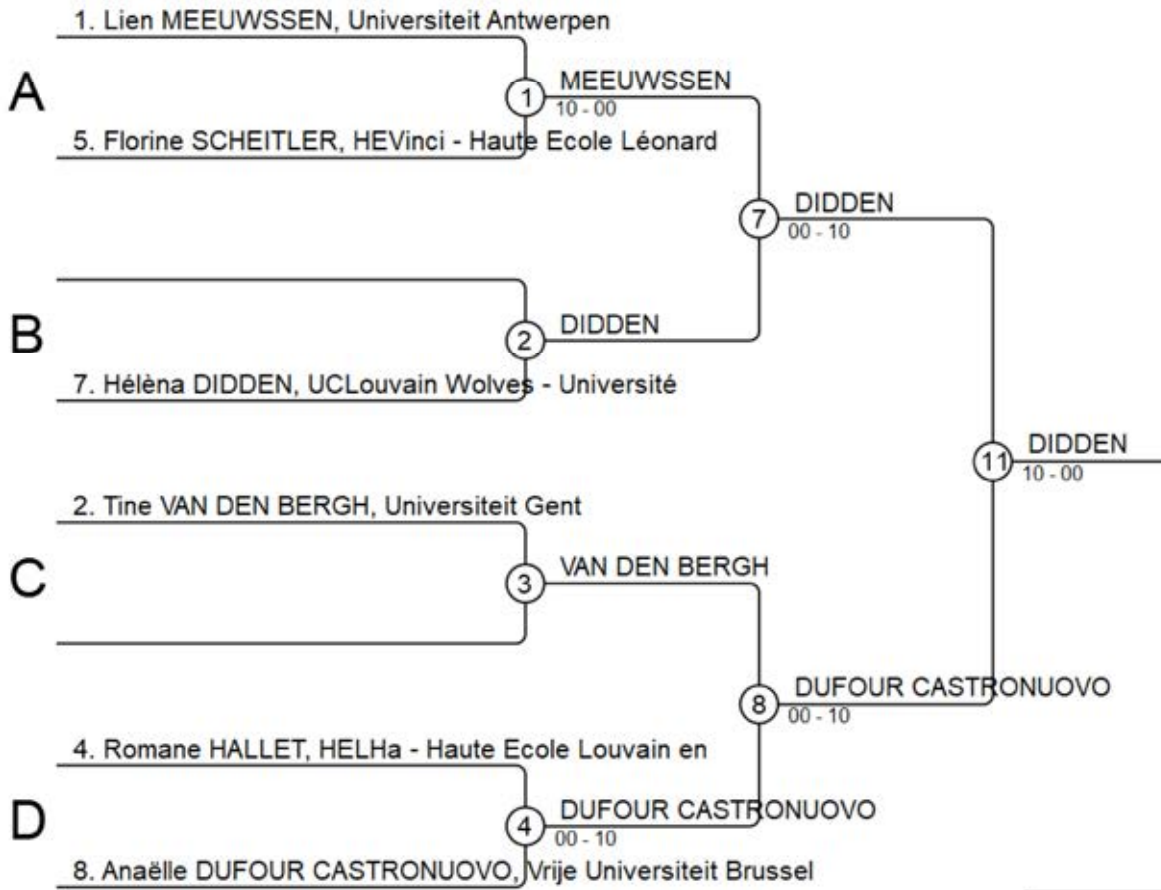 1. Lien MEEUWSSEN, Universiteit Antwerpen
A
1
MEEUWSSEN
10 - 00
5. Florine SCHEITLER, HEVinci - Haute Ecole Léonard
7
DIDDEN
00 - 10
B
2
DIDDEN
7. Hélèna DIDDEN, UCLouvain Wolves - Université
11
DIDDEN
10 - 00
2. Tine VAN DEN BERGH, Universiteit Gent
C
3
VAN DEN BERGH
8
DUFOUR CASTRONUOVO
00 - 10
4. Romane HALLET, HELHa - Haute Ecole Louvain en
D
4
DUFOUR CASTRONUOVO
00 - 10
8. Anaëlle DUFOUR CASTRONUOVO, Vrije Universiteit Brussel